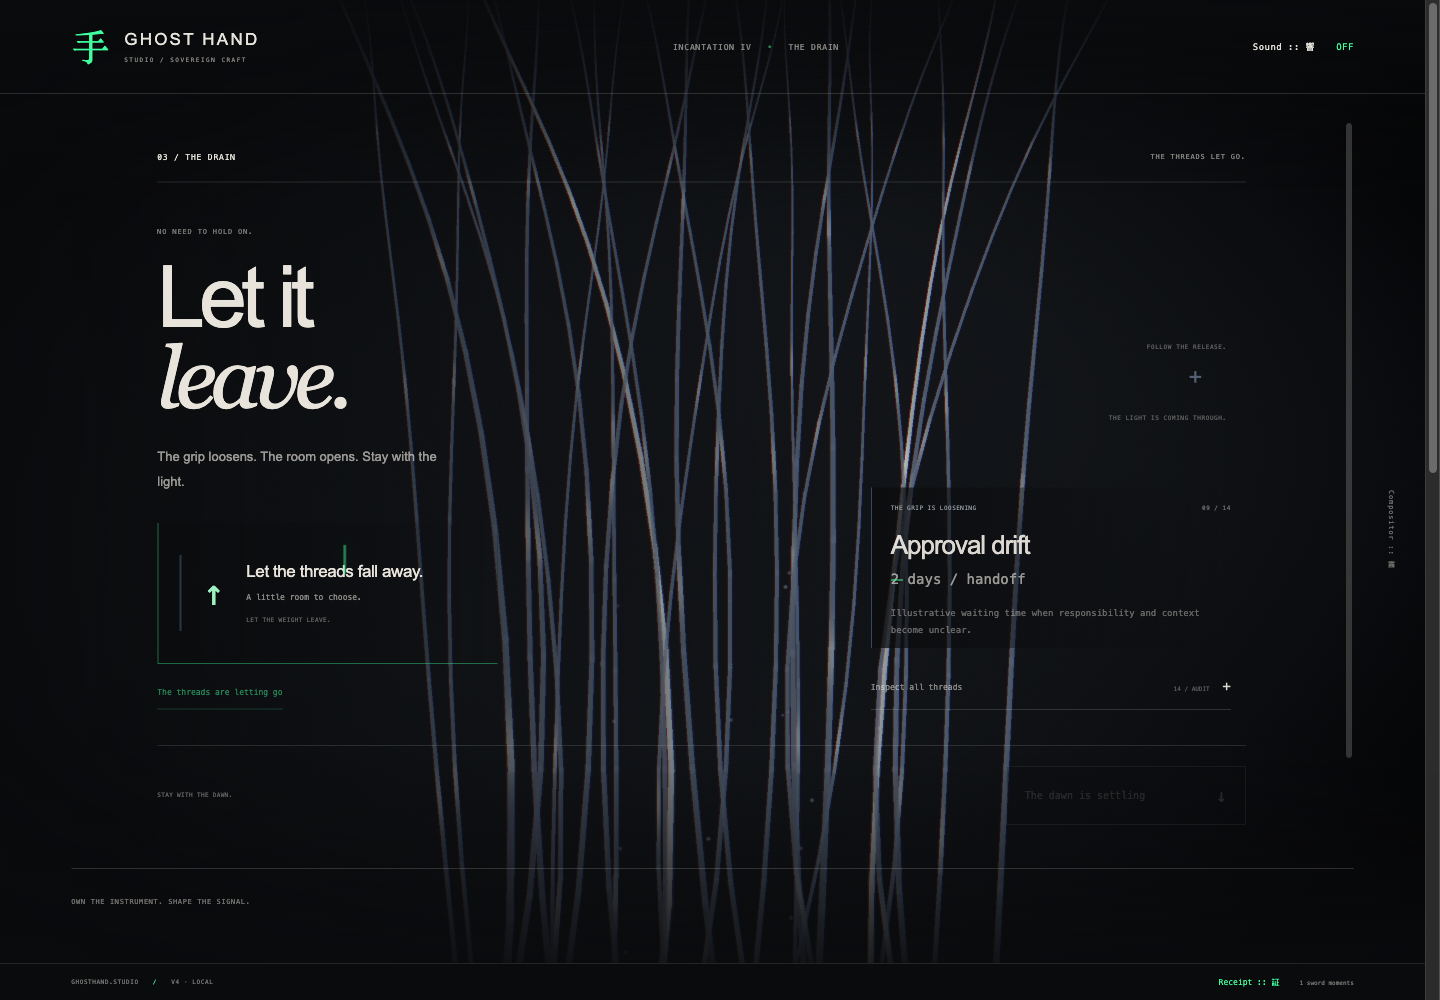 手 GHOST HAND
STUDIO / SOVEREIGN CRAFT
INCANTATION IV • THE DRAIN
Sound :: 響 OFF
03 / THE DRAIN
THE THREADS LET GO.
NO NEED TO HOLD ON.
Let it
leave.
The grip loosens. The room opens. Stay with the
light.
FOLLOW THE RELEASE.
+
THE LIGHT IS COMING THROUGH.
↑ Let the threads fall away.
A little room to choose.
LET THE WEIGHT LEAVE.
The threads are letting go
THE GRIP IS LOOSENING 09 / 14
Approval drift
2 days / handoff
Illustrative waiting time when responsibility and context
become unclear.
Inspect all threads 14 / AUDIT +
STAY WITH THE DAWN.
The dawn is settling ↓
Compositor ::
OWN THE INSTRUMENT. SHAPE THE SIGNAL.
GHOSTHAND.STUDIO / V4 · LOCAL
Receipt :: 証 1 sword moments